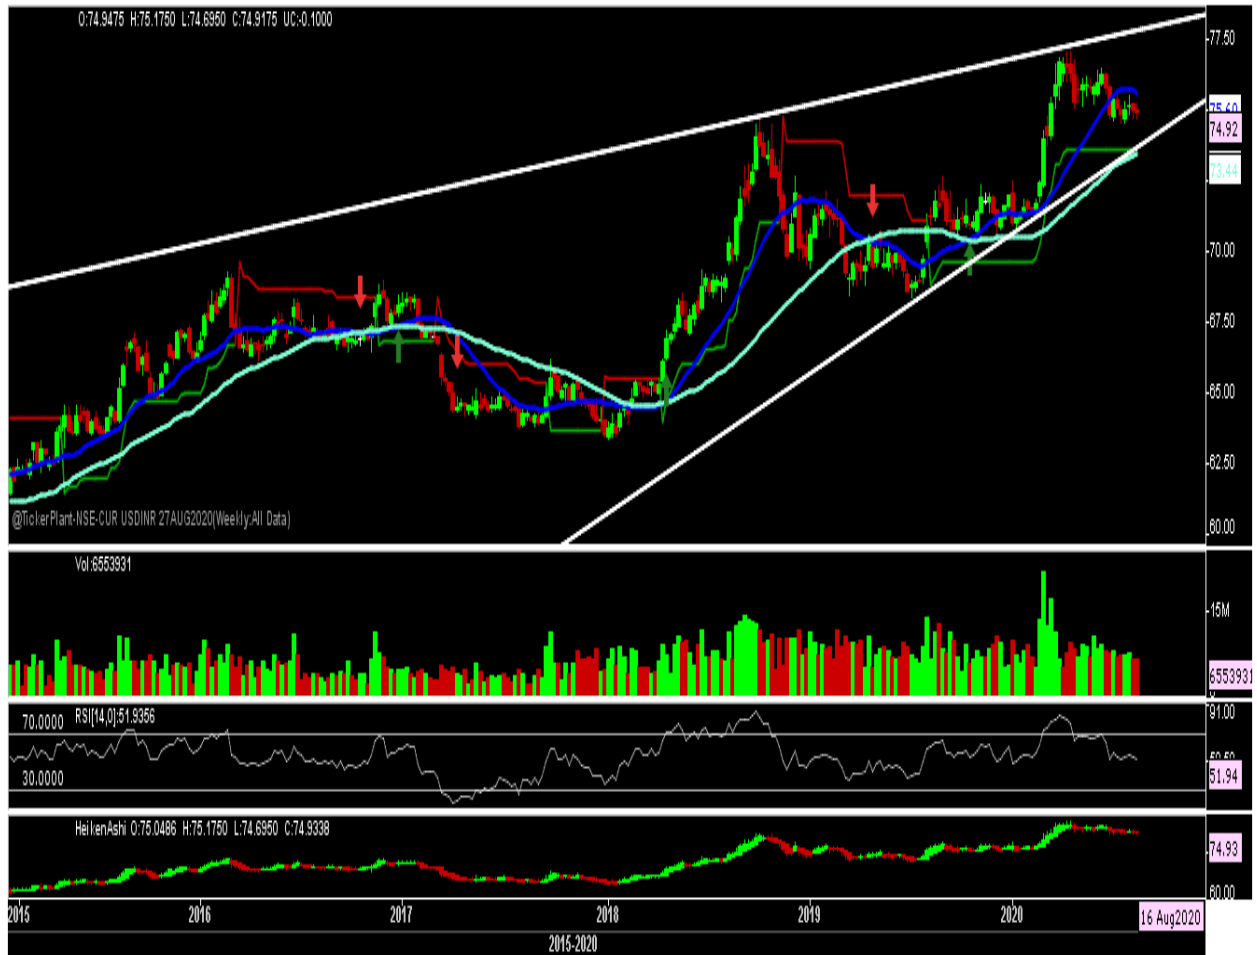 O:74.9475 H:75.1750 L:74.6950 C:74.9175 UC:-0.1000
77.50
74.92
73.44
70.00
67.50
65.00
62.50
60.00
@TickerPlant-NSE-CUR USDINR 27AUG2020(Weekly:All Data)
Vol:6553931
15M
6553931
RSI[14,0]:51.9356
70.0000
30.0000
91.00
51.94
HeikenAshi O:75.0486 H:75.1750 L:74.6950 C:74.9338
74.93
60.00
2015 2016 2017 2018 2019 2020
16 Aug2020
2015-2020